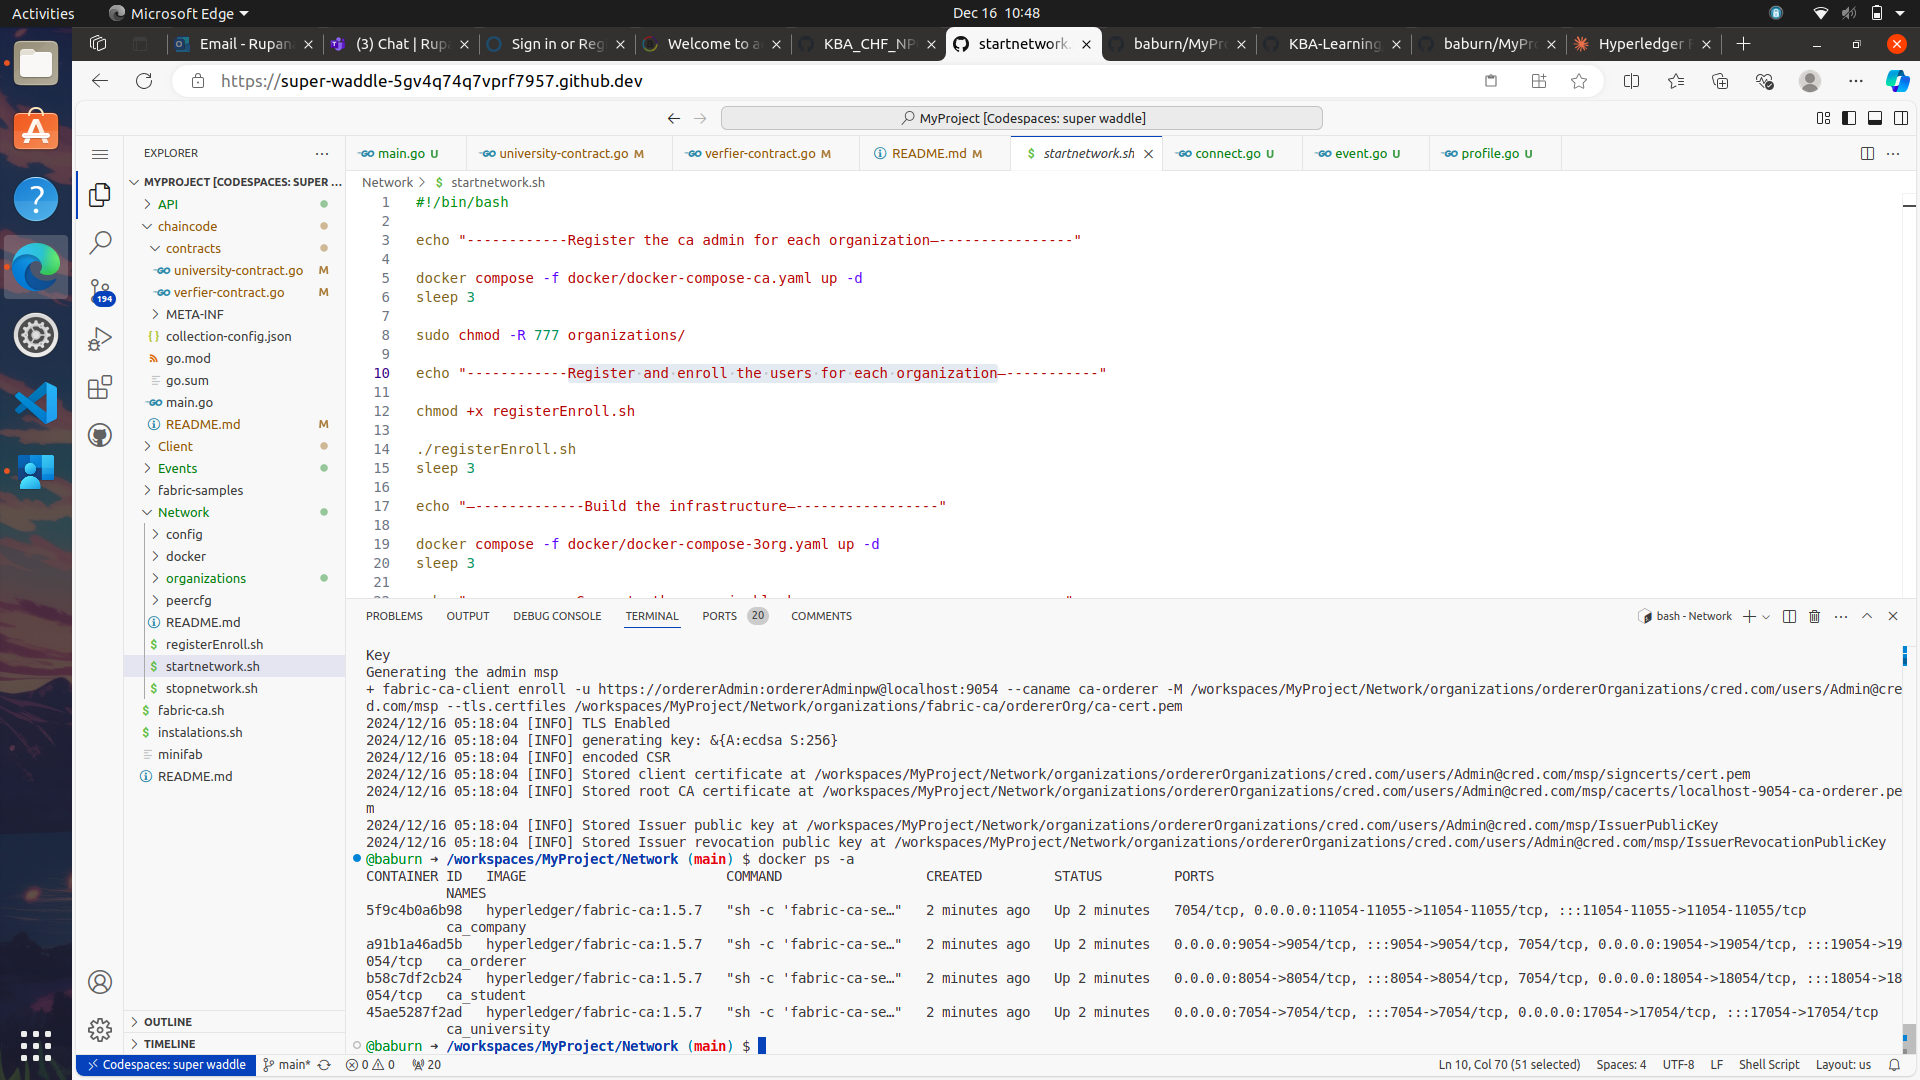 Activities
Microsoft Edge
Dec 16 10:48
Email - Rupan
(3) Chat | Rupa
Sign in or Reg
Welcome to a
KBA_CHF_NP
startnetwork.
baburn/MyPro
KBA-Learning
baburn/MyPro
Hyperledger F
https://super-waddle-5gv4q74q7vprf7957.github.dev
MyProject [Codespaces: super waddle]
EXPLORER
MYPROJECT [CODESPACES: SUPER ...
API
chaincode
contracts
university-contract.go M
verfier-contract.go M
META-INF
collection-config.json
go.mod
go.sum
main.go
README.md M
Client
Events
fabric-samples
Network
config
docker
organizations
peercfg
README.md
registerEnroll.sh
startnetwork.sh
stopnetwork.sh
fabric-ca.sh
instalations.sh
minifab
README.md
OUTLINE
TIMELINE
194
main.go U
university-contract.go M
verfier-contract.go M
README.md M
startnetwork.sh
connect.go U
event.go U
profile.go U
Network > startnetwork.sh
1 #!/bin/bash
2
3 echo "------------Register the ca admin for each organization—----------------"
4
5 docker compose -f docker/docker-compose-ca.yaml up -d
6 sleep 3
7
8 sudo chmod -R 777 organizations/
9
10 echo "------------Register and enroll the users for each organization—-----------"
11
12 chmod +x registerEnroll.sh
13
14 ./registerEnroll.sh
15 sleep 3
16
17 echo "—-------------Build the infrastructure—-----------------"
18
19 docker compose -f docker/docker-compose-3org.yaml up -d
20 sleep 3
21
PROBLEMS
OUTPUT
DEBUG CONSOLE
TERMINAL
PORTS 20
COMMENTS
bash - Network
Key
Generating the admin msp
+ fabric-ca-client enroll -u https://ordererAdmin:ordererAdminpw@localhost:9054 --caname ca-orderer -M /workspaces/MyProject/Network/organizations/ordererOrganizations/cred.com/users/Admin@cre
d.com/msp --tls.certfiles /workspaces/MyProject/Network/organizations/fabric-ca/ordererOrg/ca-cert.pem
2024/12/16 05:18:04 [INFO] TLS Enabled
2024/12/16 05:18:04 [INFO] generating key: &{A:ecdsa S:256}
2024/12/16 05:18:04 [INFO] encoded CSR
2024/12/16 05:18:04 [INFO] Stored client certificate at /workspaces/MyProject/Network/organizations/ordererOrganizations/cred.com/users/Admin@cred.com/msp/signcerts/cert.pem
2024/12/16 05:18:04 [INFO] Stored root CA certificate at /workspaces/MyProject/Network/organizations/ordererOrganizations/cred.com/users/Admin@cred.com/msp/cacerts/localhost-9054-ca-orderer.pe
m
2024/12/16 05:18:04 [INFO] Stored Issuer public key at /workspaces/MyProject/Network/organizations/ordererOrganizations/cred.com/users/Admin@cred.com/msp/IssuerPublicKey
2024/12/16 05:18:04 [INFO] Stored Issuer revocation public key at /workspaces/MyProject/Network/organizations/ordererOrganizations/cred.com/users/Admin@cred.com/msp/IssuerRevocationPublicKey
@baburn ➜ /workspaces/MyProject/Network (main) $ docker ps -a
CONTAINER ID   IMAGE                         COMMAND                  CREATED         STATUS         PORTS
NAMES
5f9c4b0a6b98   hyperledger/fabric-ca:1.5.7   "sh -c 'fabric-ca-se…"   2 minutes ago   Up 2 minutes   7054/tcp, 0.0.0.0:11054-11055->11054-11055/tcp, :::11054-11055->11054-11055/tcp
ca_company
a91b1a46ad5b   hyperledger/fabric-ca:1.5.7   "sh -c 'fabric-ca-se…"   2 minutes ago   Up 2 minutes   0.0.0.0:9054->9054/tcp, :::9054->9054/tcp, 7054/tcp, 0.0.0.0:19054->19054/tcp, :::19054->19
054/tcp   ca_orderer
b58c7df2cb24   hyperledger/fabric-ca:1.5.7   "sh -c 'fabric-ca-se…"   2 minutes ago   Up 2 minutes   0.0.0.0:8054->8054/tcp, :::8054->8054/tcp, 7054/tcp, 0.0.0.0:18054->18054/tcp, :::18054->18
054/tcp   ca_student
45ae5287f2ad   hyperledger/fabric-ca:1.5.7   "sh -c 'fabric-ca-se…"   2 minutes ago   Up 2 minutes   0.0.0.0:7054->7054/tcp, :::7054->7054/tcp, 0.0.0.0:17054->17054/tcp, :::17054->17054/tcp
ca_university
@baburn ➜ /workspaces/MyProject/Network (main) $
Codespaces: super waddle
main*
0 0
20
Ln 10, Col 70 (51 selected)
Spaces: 4
UTF-8
LF
Shell Script
Layout: us